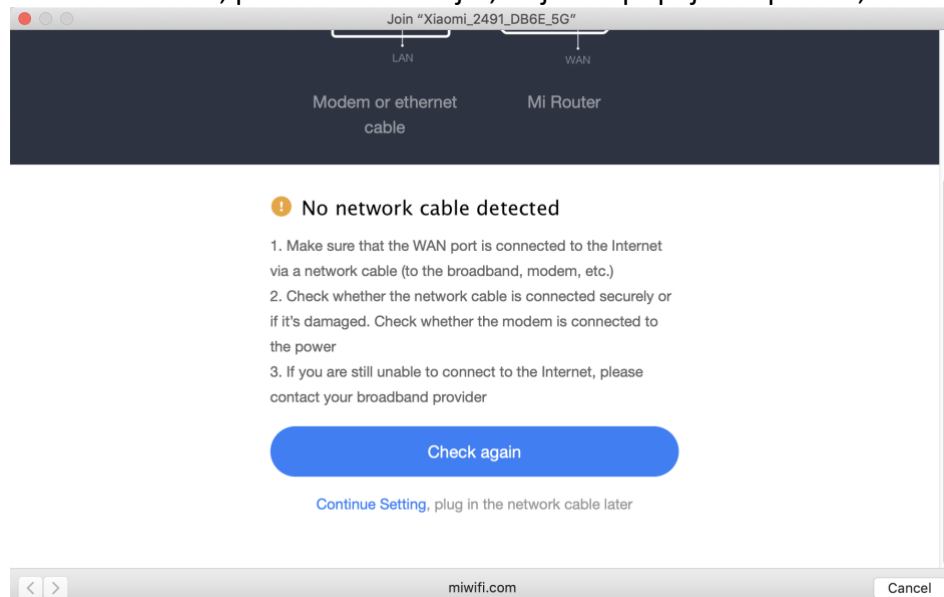 Join “Xiaomi_2491_DB6E_5G”
LAN
WAN
Modem or ethernet
cable
Mi Router
No network cable detected
1. Make sure that the WAN port is connected to the Internet
via a network cable (to the broadband, modem, etc.)
2. Check whether the network cable is connected securely or
if it's damaged. Check whether the modem is connected to
the power
3. If you are still unable to connect to the Internet, please
contact your broadband provider
Check again
Continue Setting, plug in the network cable later
miwifi.com
Cancel